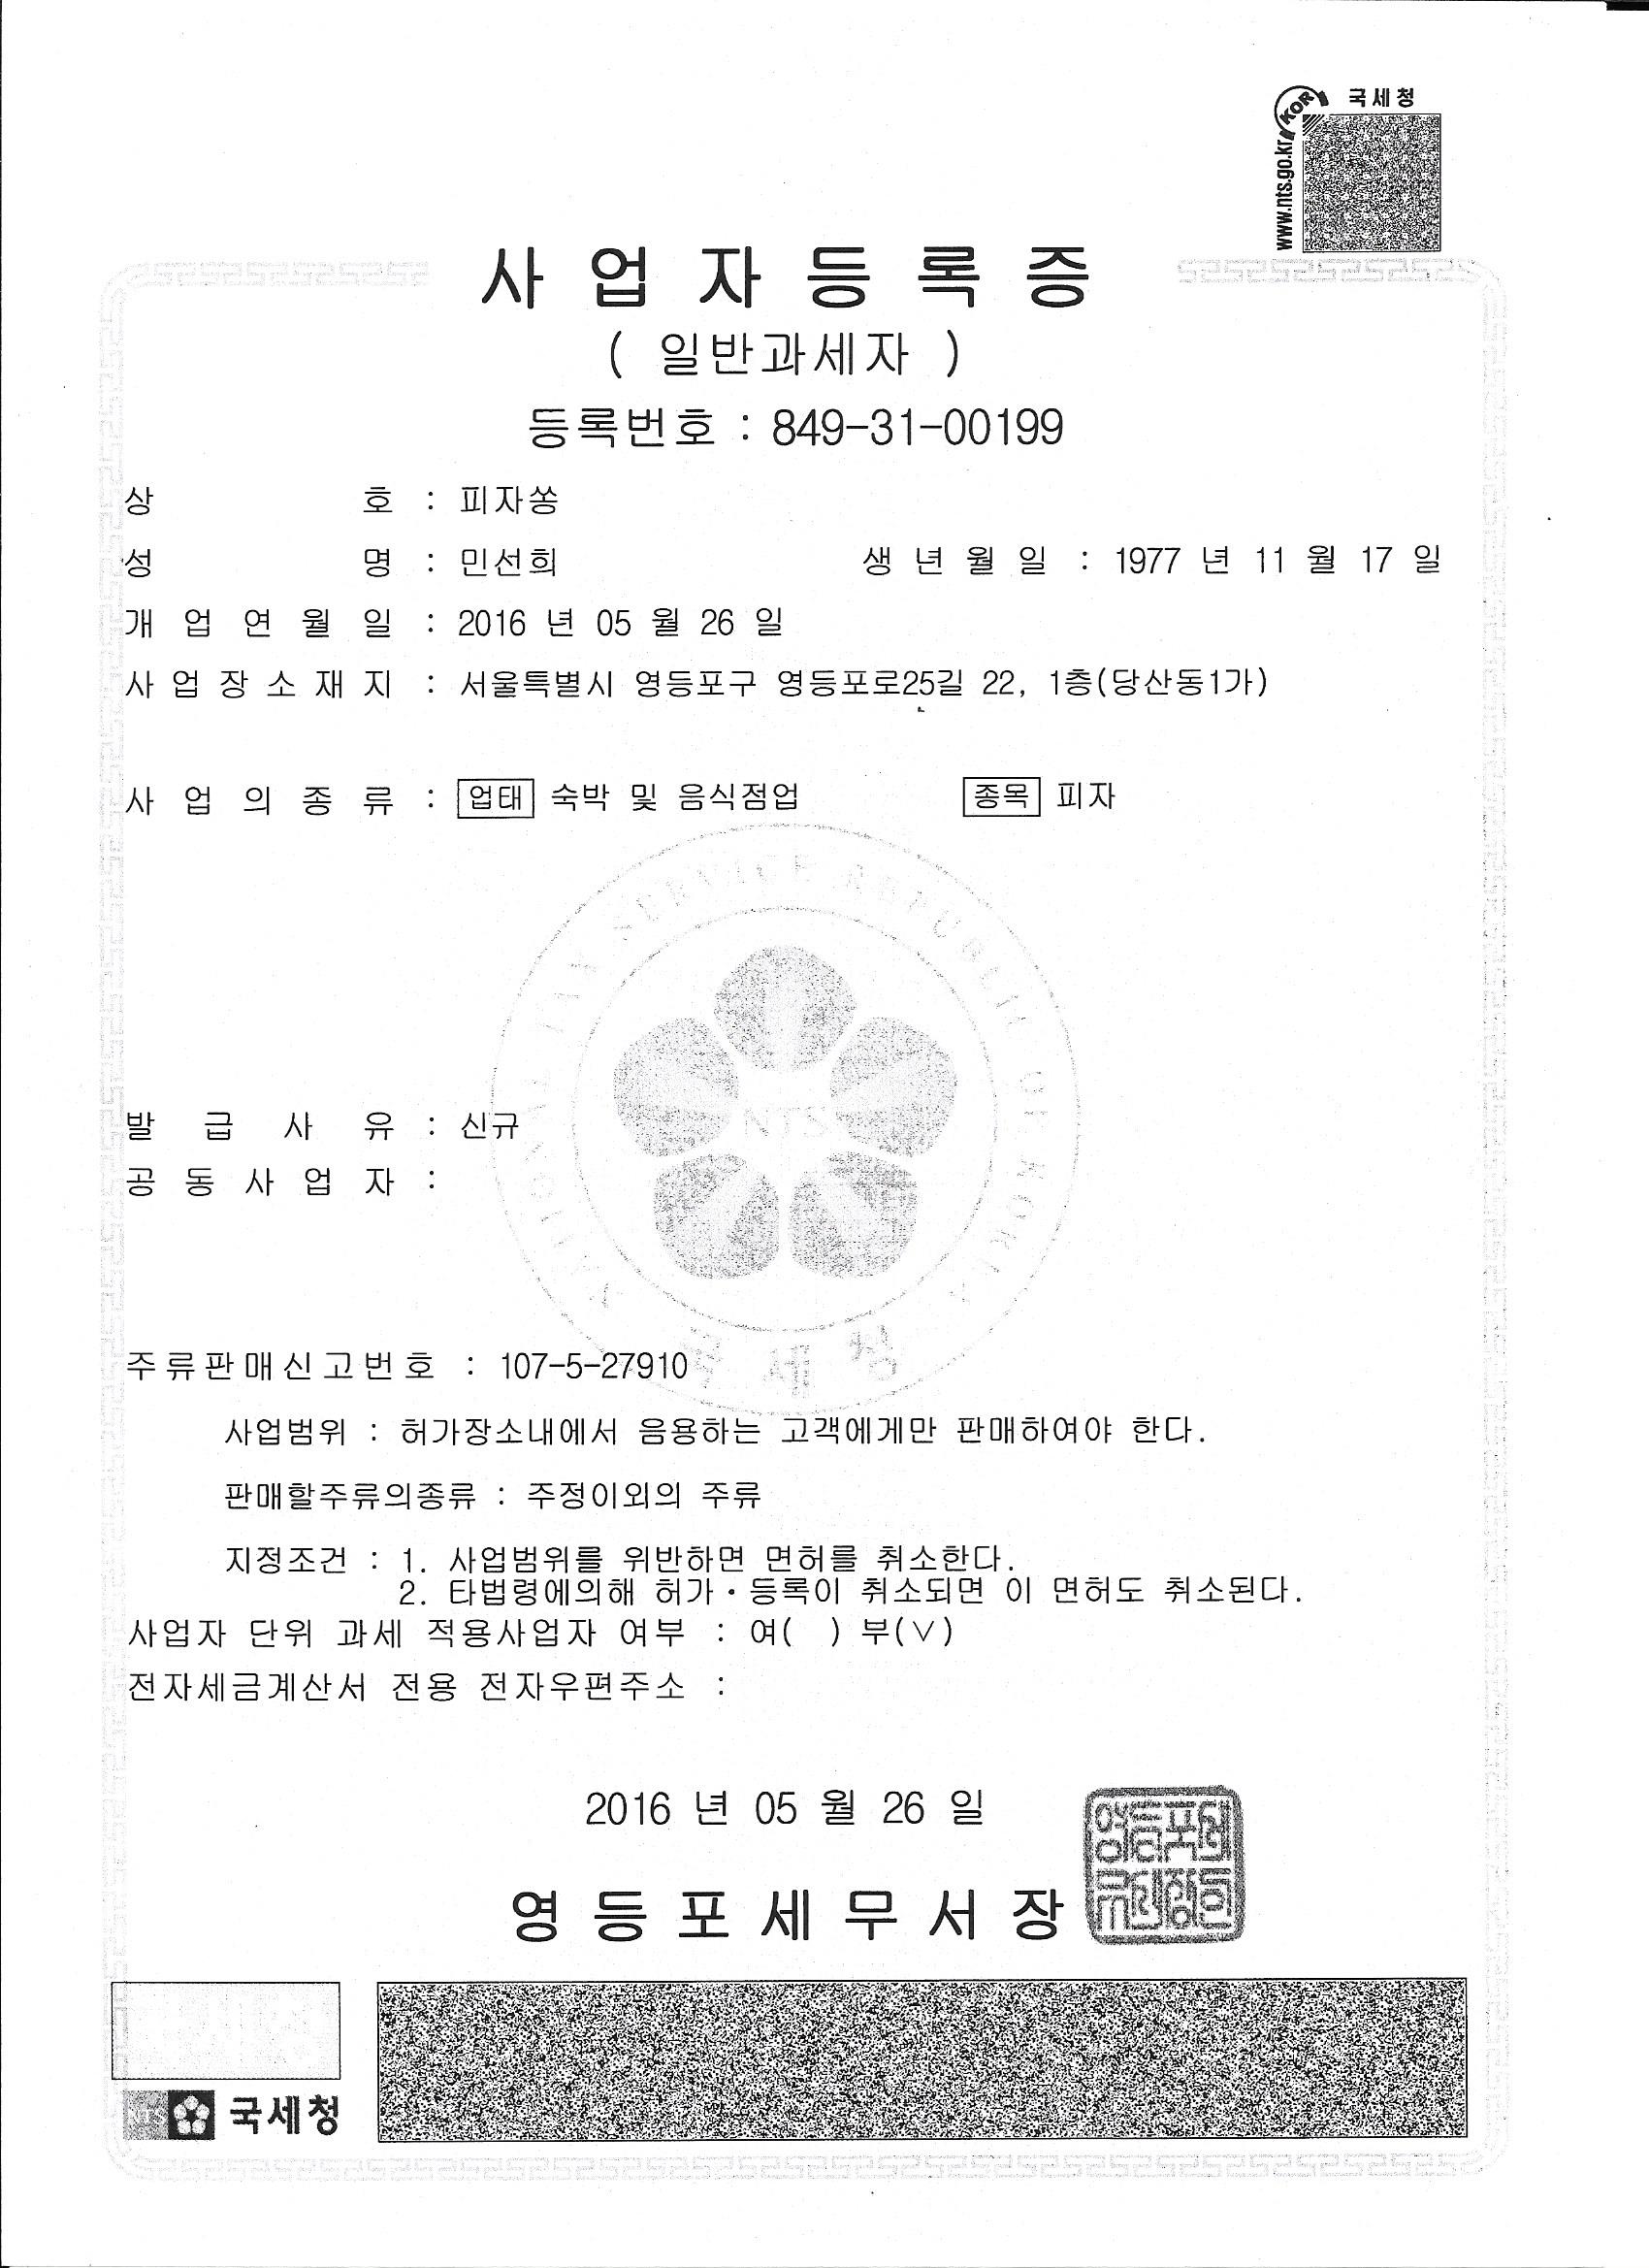 국세청
KOR
www.nts.go.kr
사 업 자 등 록 증
( 일반과세자 )
등록번호 : 849-31-00199
상 호 : 피자쏭
성 명 : 민선희 생 년 월 일 : 1977 년 11 월 17 일
개 업 연 월 일 : 2016 년 05 월 26 일
사 업 장 소 재 지 : 서울특별시 영등포구 영등포로25길 22, 1층(당산동1가)
사 업 의 종 류 : 업태 숙박 및 음식점업 종목 피자
발 급 사 유 : 신규
공 동 사 업 자 :
NATIONAL TAX SERVICE REPUBLIC OF KOREA
NTS
국세청
주류판매신고번호 : 107-5-27910
사업범위 : 허가장소내에서 음용하는 고객에게만 판매하여야 한다.
판매할주류의종류 : 주정이외의 주류
지정조건 : 1. 사업범위를 위반하면 면허를 취소한다.
2. 타법령에의해 허가·등록이 취소되면 이 면허도 취소된다.
사업자 단위 과세 적용사업자 여부 : 여( ) 부(∨)
전자세금계산서 전용 전자우편주소 :
2016 년 05 월 26 일
영 등 포 세 무 서 장
NTS 국세청